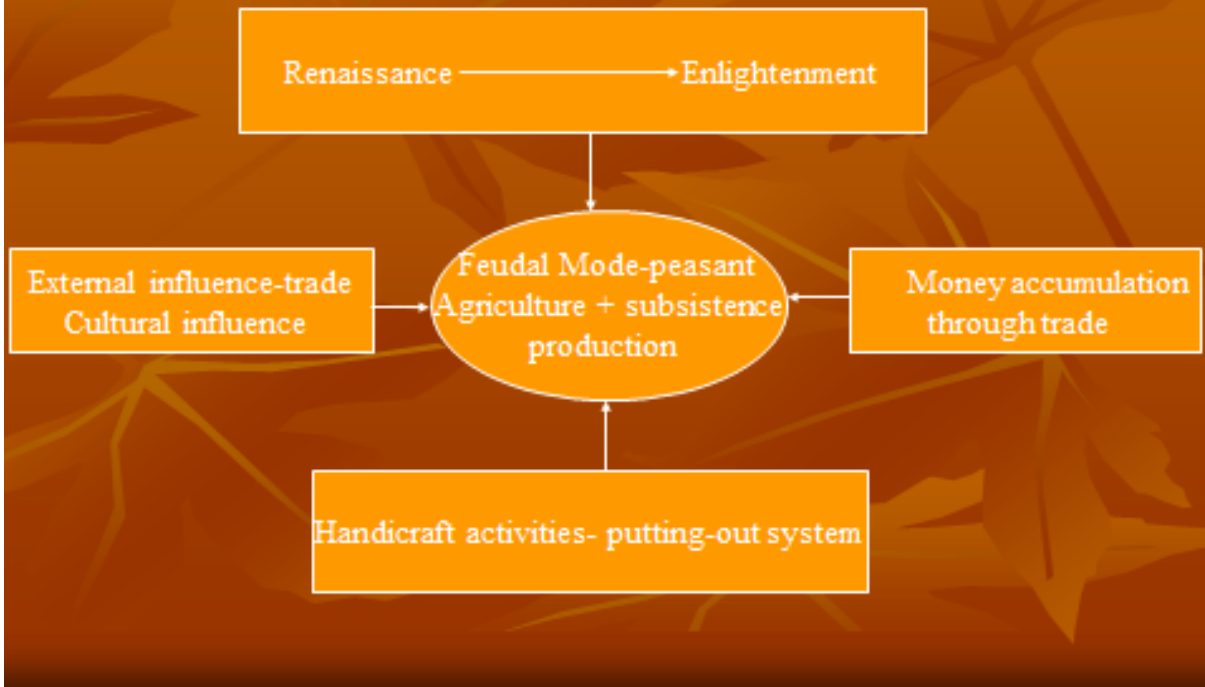 Renaissance Enlightenment
External influence-trade
Cultural influence
Feudal Mode-peasant
Agriculture + subsistence
production
Money accumulation
through trade
Handicraft activities- putting-out system